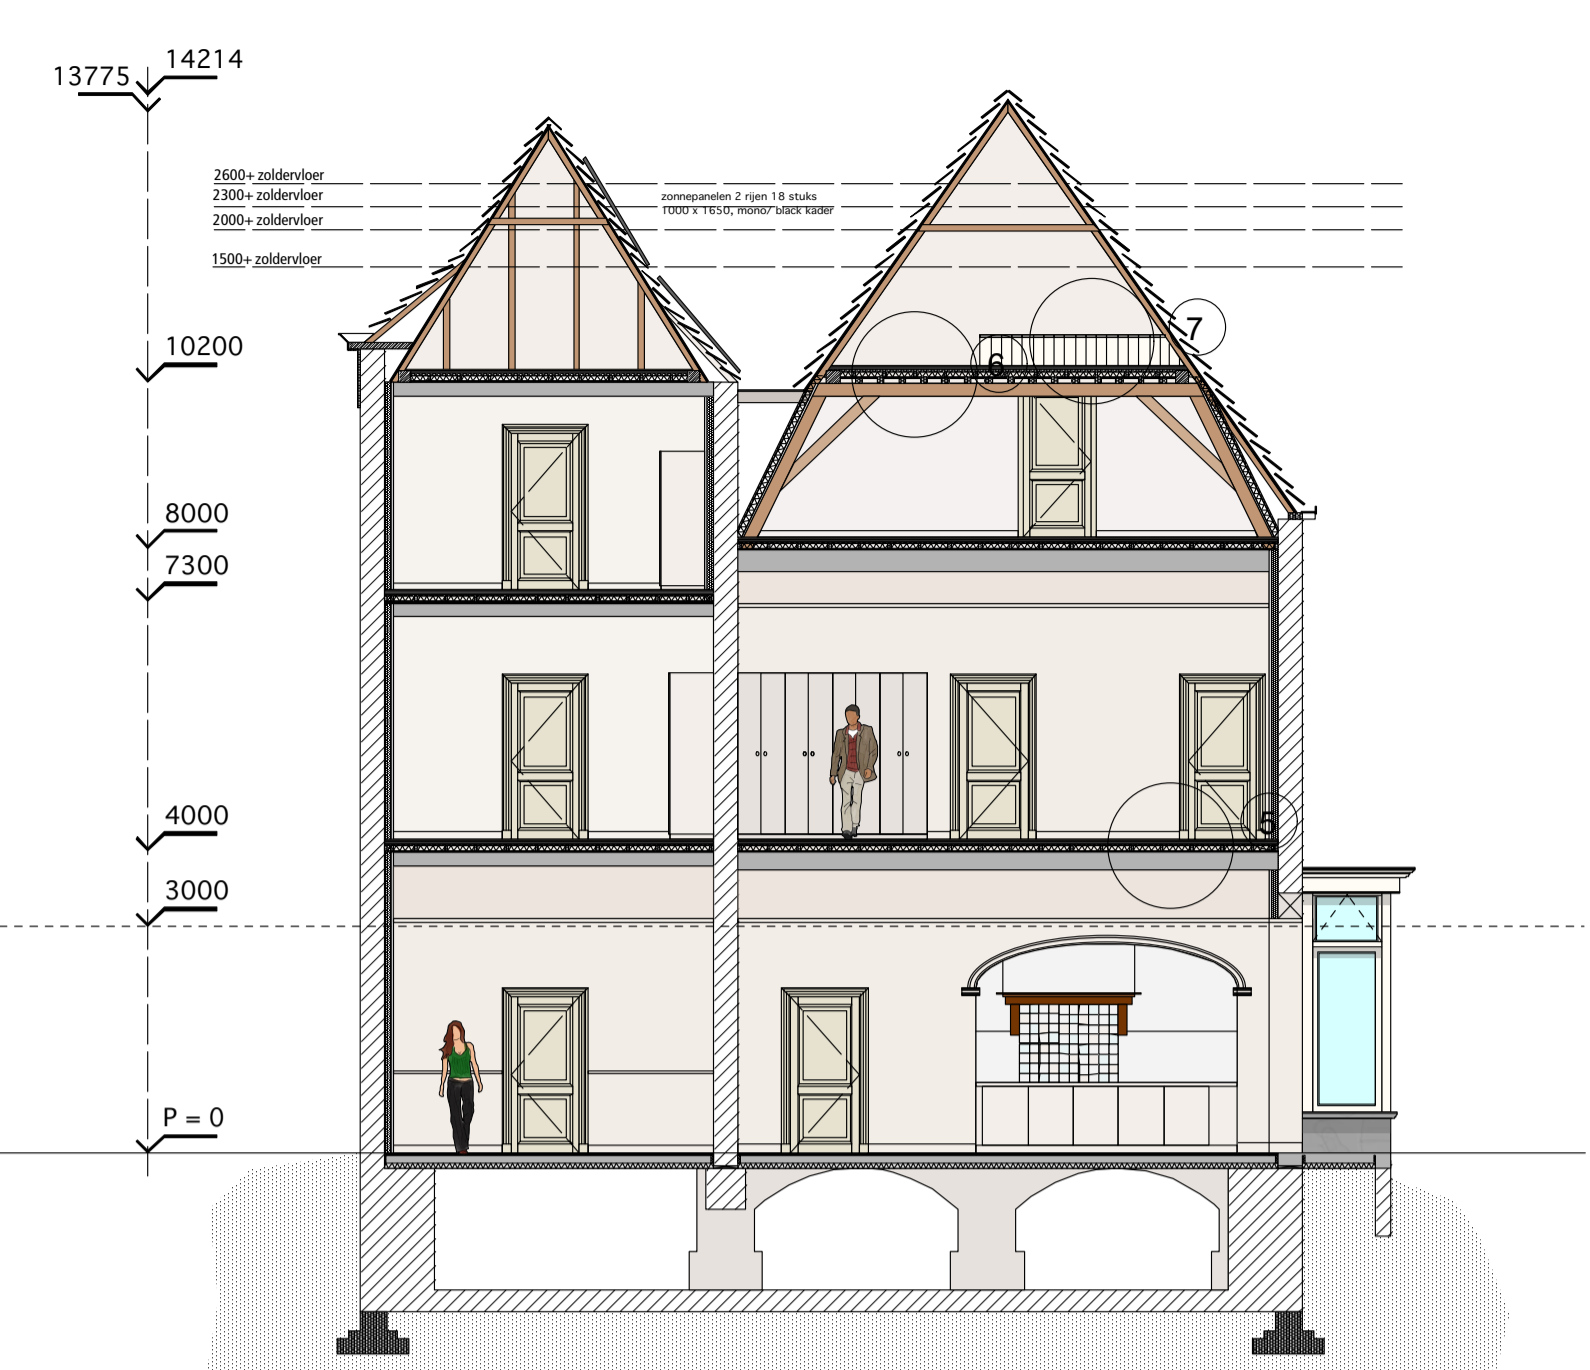 14214
13775
2600+ zoldervloer
2300+ zoldervloer
zonnepanelen 2 rijen 18 stuks
1000 x 1650, mono/ black kader
2000+ zoldervloer
1500+ zoldervloer
7
10200
6
8000
7300
4000
5
3000
P = 0